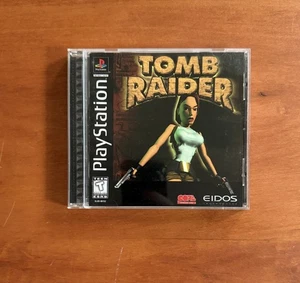 PlayStation
TOMB
RAIDER
EIDOS